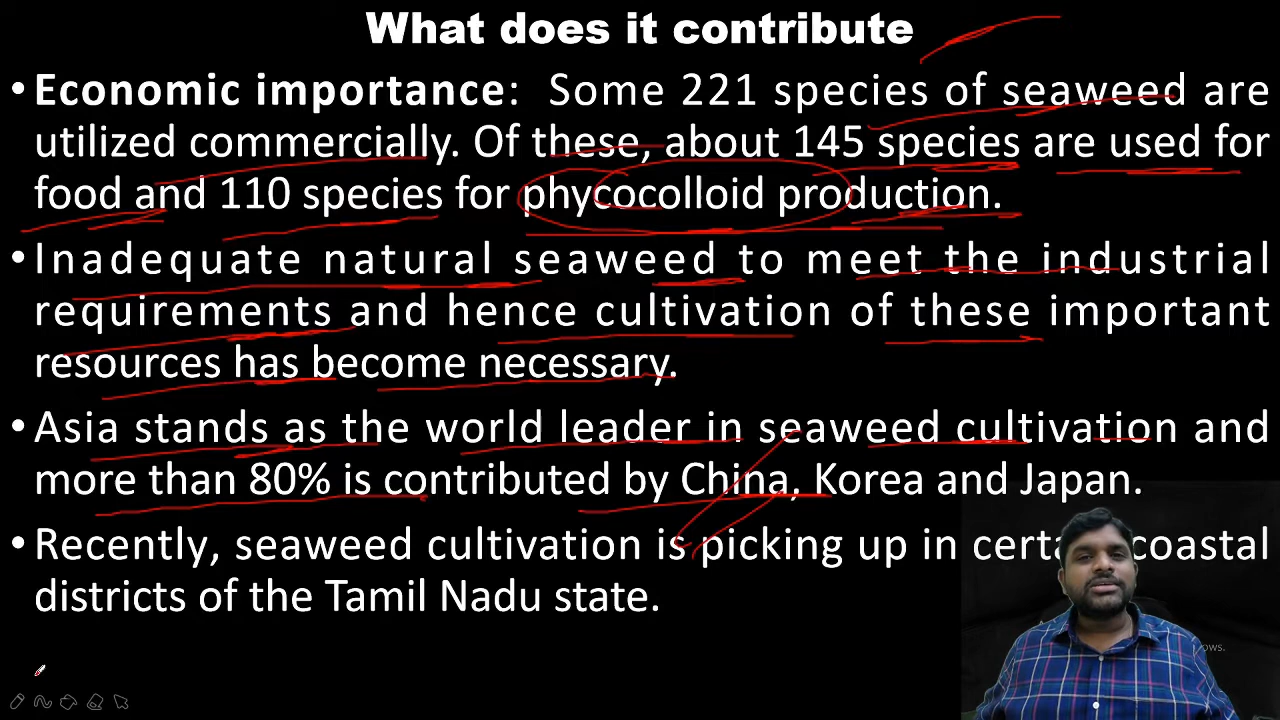 What does it contribute
• Economic importance: Some 221 species of seaweed are
utilized commercially. Of these, about 145 species are used for
food and 110 species for phycocolloid production.
• Inadequate natural seaweed to meet the industrial
requirements and hence cultivation of these important
resources has become necessary.
• Asia stands as the world leader in seaweed cultivation and
more than 80% is contributed by China, Korea and Japan.
• Recently, seaweed cultivation is picking up in coastal
districts of the Tamil Nadu state.